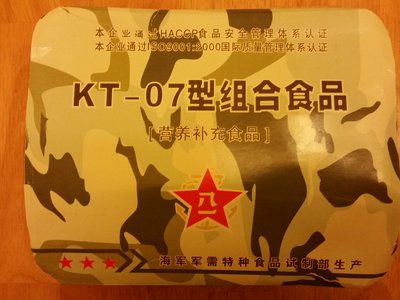 本企业通过HACCP食品安全管理体系认证
本企业通过ISO9001:2000国际质量管理体系认证
KT-07型组合食品
[营养补充食品]
八一
海军军需特种食品试制部生产